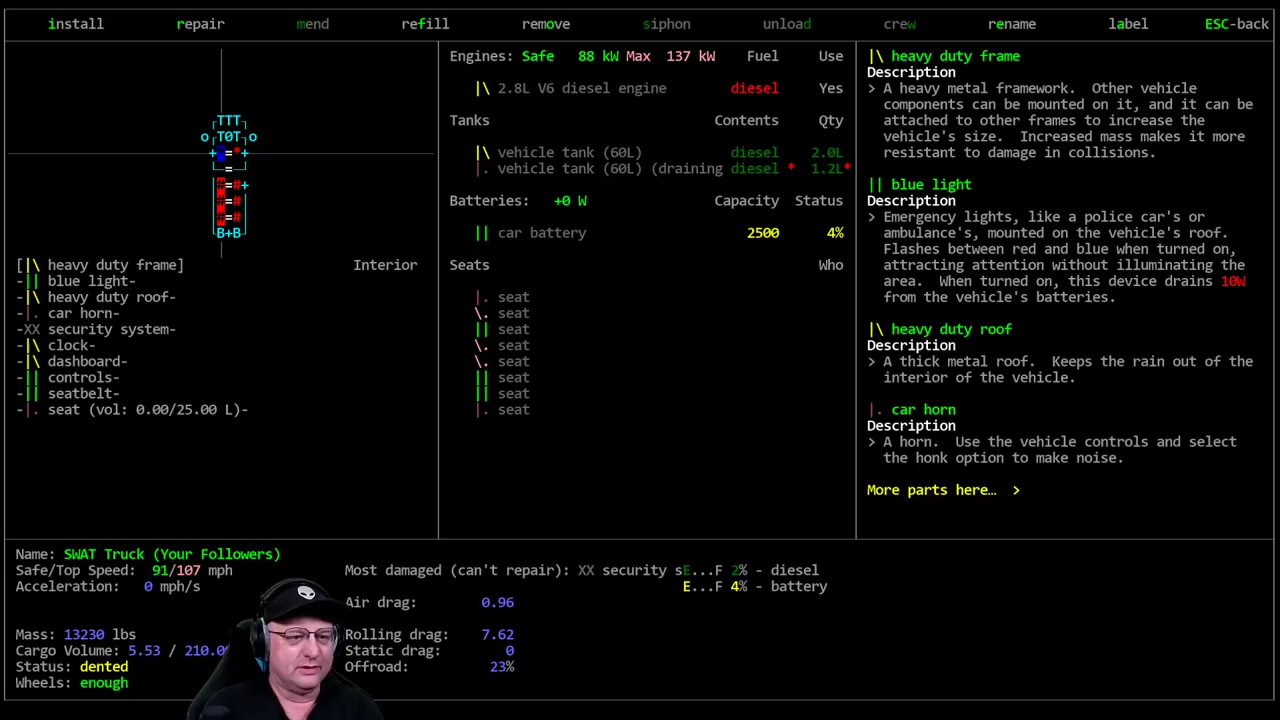 install repair mend refill remove siphon unload crew rename label ESC-back
Engines: Safe 88 kW Max 137 kW Fuel Use
|\ 2.8L V6 diesel engine diesel Yes
Tanks Contents Qty
|\ vehicle tank (60L) diesel 2.0L
|. vehicle tank (60L) (draining diesel * 1.2L*
Batteries: +0 W Capacity Status
|| car battery 2500 4%
Seats Who
|. seat
\. seat
|| seat
\. seat
\. seat
|| seat
|| seat
|. seat
TTT
o T0T o
+ =*+
=
#=#+
#=#
#=#
B+B
[|\ heavy duty frame] Interior
-|| blue light-
-|\ heavy duty roof-
-|. car horn-
-XX security system-
-|\ clock-
-|\ dashboard-
-|| controls-
-|| seatbelt-
-|. seat (vol: 0.00/25.00 L)-
|\ heavy duty frame
Description
> A heavy metal framework. Other vehicle
components can be mounted on it, and it can be
attached to other frames to increase the
vehicle's size. Increased mass makes it more
resistant to damage in collisions.
|| blue light
Description
> Emergency lights, like a police car's or
ambulance's, mounted on the vehicle's roof.
Flashes between red and blue when turned on,
attracting attention without illuminating the
area. When turned on, this device drains 10W
from the vehicle's batteries.
|\ heavy duty roof
Description
> A thick metal roof. Keeps the rain out of the
interior of the vehicle.
|. car horn
Description
> A horn. Use the vehicle controls and select
the honk option to make noise.
More parts here… >
Name: SWAT Truck (Your Followers)
Safe/Top Speed: 91/107 mph
Acceleration: 0 mph/s
Mass: 13230 lbs
Cargo Volume: 5.53 / 210.0
Status: dented
Wheels: enough
Most damaged (can't repair): XX security sE...F 2% - diesel
E...F 4% - battery
Air drag: 0.96
Rolling drag: 7.62
Static drag: 0
Offroad: 23%